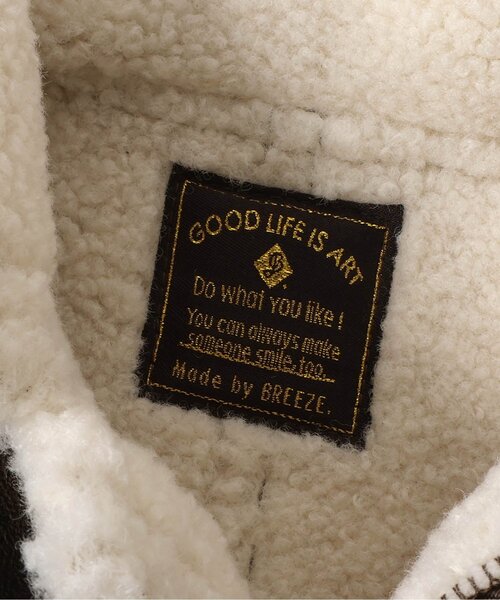 GOOD LIFE IS ART
B.
Do what you like!
You can always make
someone smile, too.
Made by BREEZE.